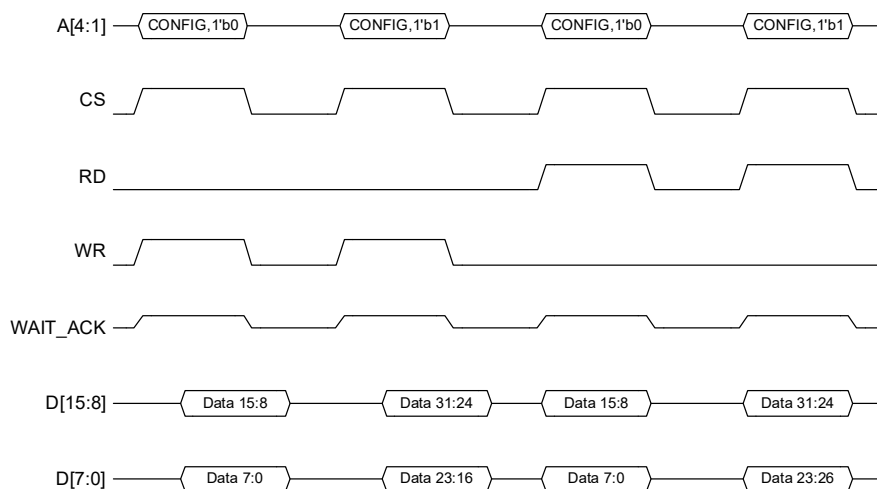 A[4:1] CONFIG,1'b0 CONFIG,1'b1 CONFIG,1'b0 CONFIG,1'b1
CS
RD
WR
WAIT_ACK
D[15:8] Data 15:8 Data 31:24 Data 15:8 Data 31:24
D[7:0] Data 7:0 Data 23:16 Data 7:0 Data 23:26